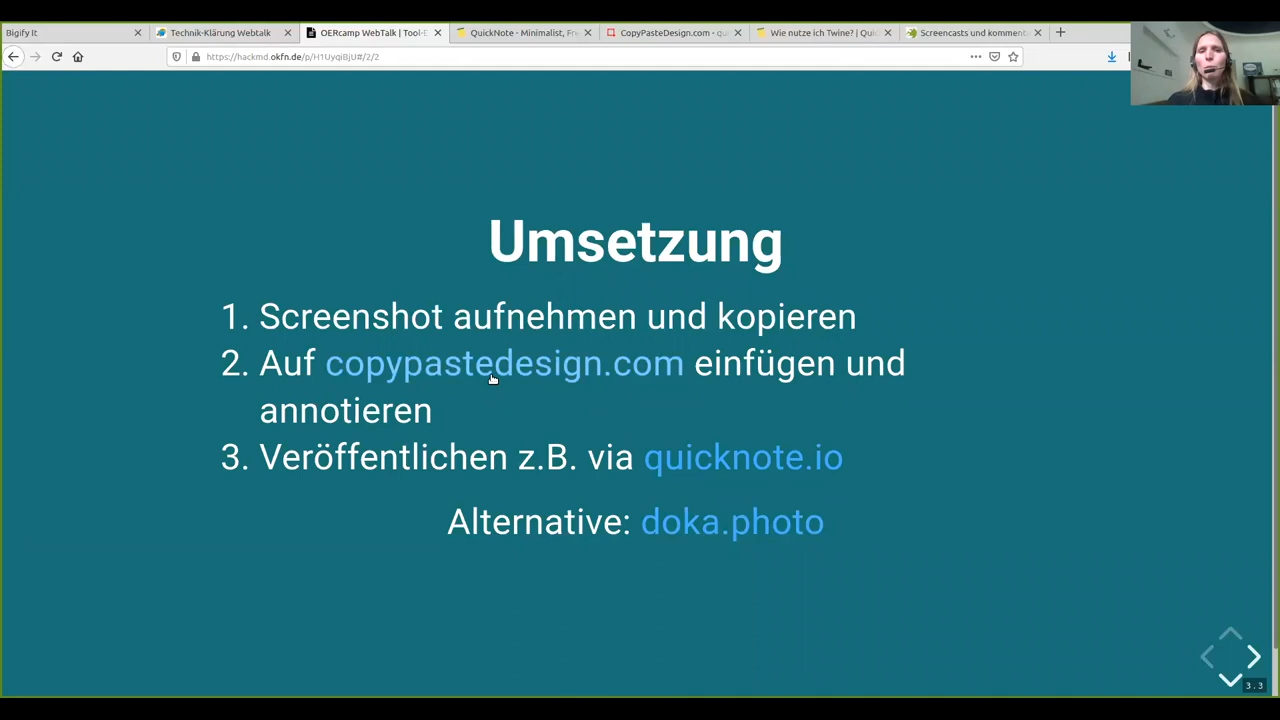 Bigify It
Technik-Klärung Webtalk
OERcamp WebTalk | Tool-E
QuickNote - Minimalist, Fre
CopyPasteDesign.com - qu
Wie nutze ich Twine? | Qui
Screencasts und kommenti
https://hackmd.okfn.de/p/H1UyqiBjU#/2/2
Umsetzung
1. Screenshot aufnehmen und kopieren
2. Auf copypastedesign.com einfügen und
annotieren
3. Veröffentlichen z.B. via quicknote.io
Alternative: doka.photo
3.3